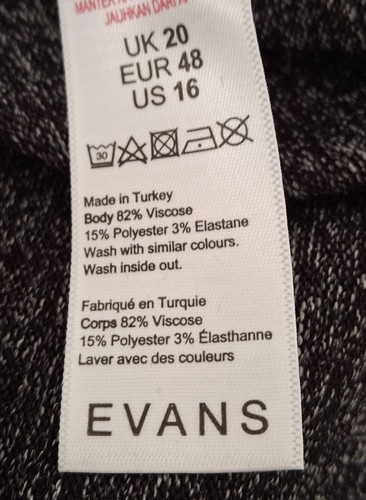 JAUHKAN DARI A
UK 20
EUR 48
US 16
30
Made in Turkey
Body 82% Viscose
15% Polyester 3% Elastane
Wash with similar colours.
Wash inside out.
Fabriqué en Turquie
Corps 82% Viscose
15% Polyester 3% Élasthanne
Laver avec des couleurs
EVANS